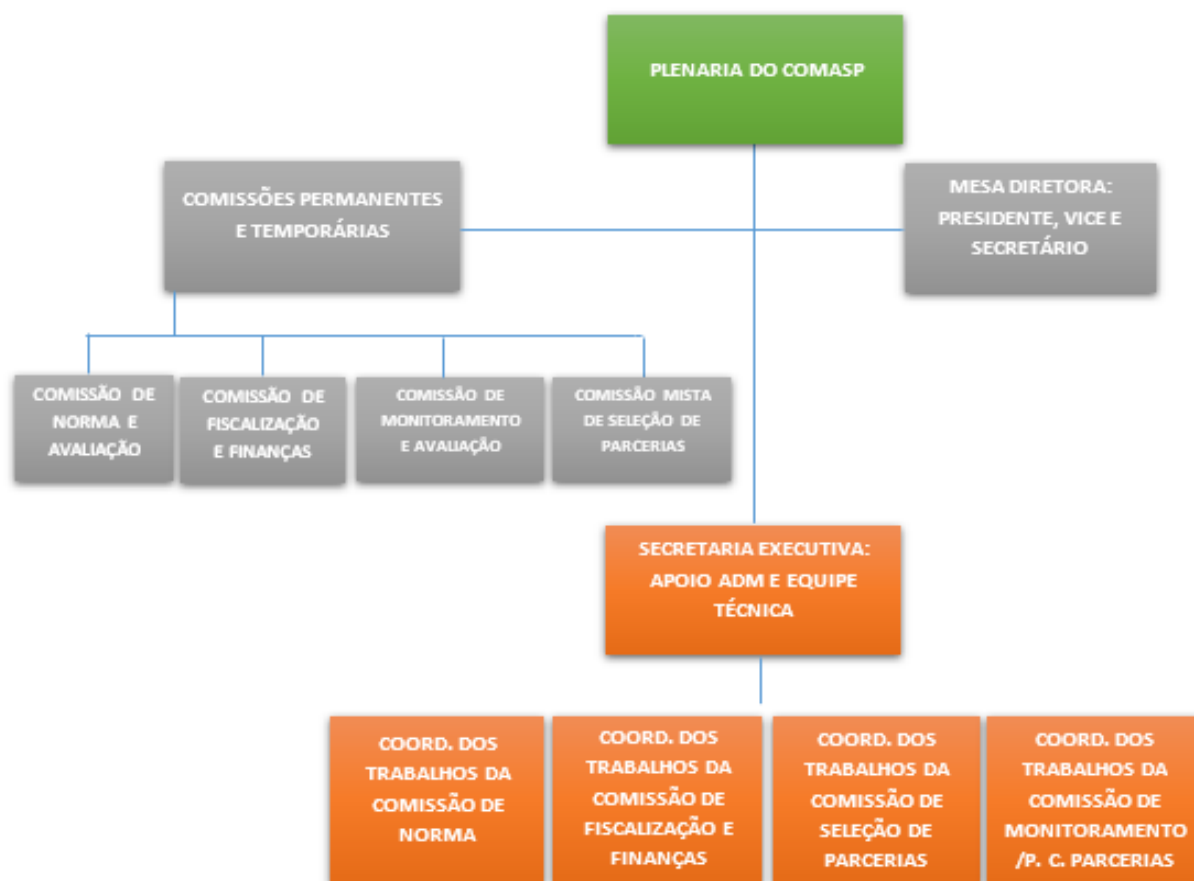 PLENARIA DO COMASP
COMISSÕES PERMANENTES
E TEMPORÁRIAS
MESA DIRETORA:
PRESIDENTE, VICE E
SECRETÁRIO
COMISSÃO DE
NORMA E
AVALIAÇÃO
COMISSÃO DE
FISCALIZAÇÃO
E FINANÇAS
COMISSÃO DE
MONITORAMENTO
E AVALIAÇÃO
COMISSÃO MISTA
DE SELEÇÃO DE
PARCERIAS
SECRETARIA EXECUTIVA:
APOIO ADM E EQUIPE
TÉCNICA
COORD. DOS
TRABALHOS DA
COMISSÃO DE
NORMA
COORD. DOS
TRABALHOS DA
COMISSÃO DE
FISCALIZAÇÃO E
FINANÇAS
COORD. DOS
TRABALHOS DA
COMISSÃO DE
SELEÇÃO DE
PARCERIAS
COORD. DOS
TRABALHOS DA
COMISSÃO DE
MONITORAMENTO
/P. C. PARCERIAS